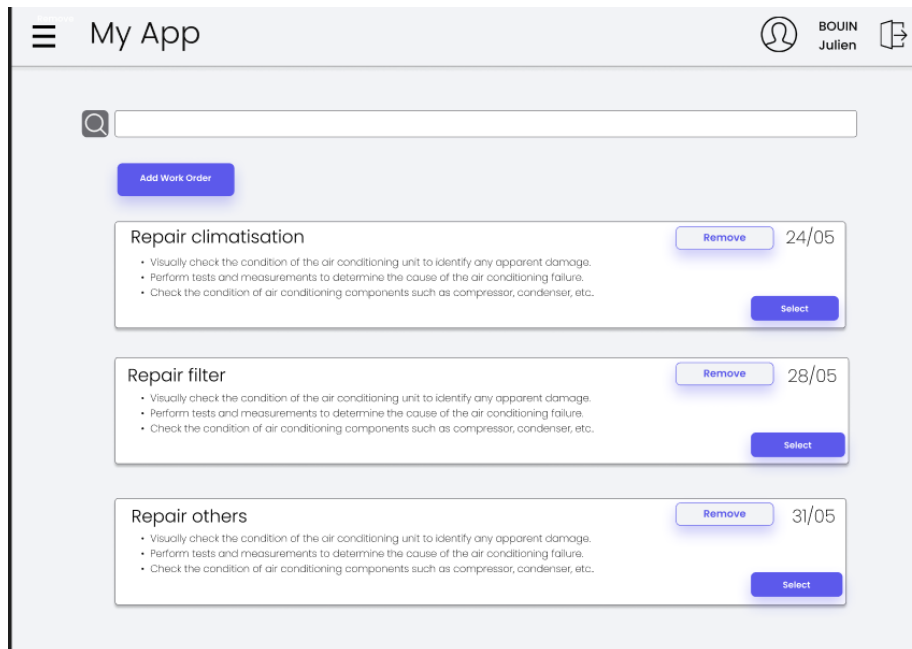 My App
BOUIN
Julien
Add Work Order
Repair climatisation
Remove
24/05
• Visually check the condition of the air conditioning unit to identify any apparent damage.
• Perform tests and measurements to determine the cause of the air conditioning failure.
• Check the condition of air conditioning components such as compressor, condenser, etc..
Select
Repair filter
Remove
28/05
• Visually check the condition of the air conditioning unit to identify any apparent damage.
• Perform tests and measurements to determine the cause of the air conditioning failure.
• Check the condition of air conditioning components such as compressor, condenser, etc..
Select
Repair others
Remove
31/05
• Visually check the condition of the air conditioning unit to identify any apparent damage.
• Perform tests and measurements to determine the cause of the air conditioning failure.
• Check the condition of air conditioning components such as compressor, condenser, etc..
Select